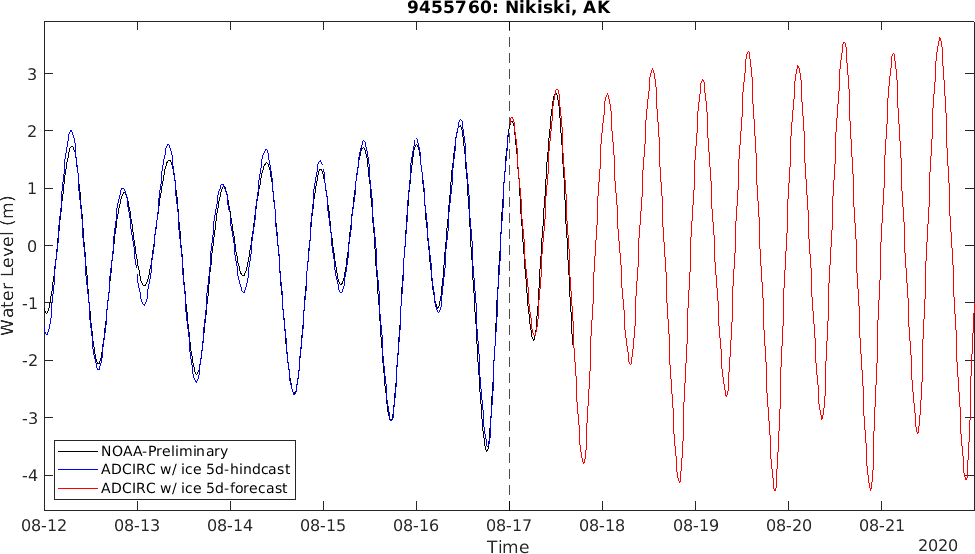 9455760: Nikiski, AK
Water Level (m)
3
2
1
0
-1
-2
-3
-4
NOAA-Preliminary
ADCIRC w/ ice 5d-hindcast
ADCIRC w/ ice 5d-forecast
08-12 08-13 08-14 08-15 08-16 08-17 08-18 08-19 08-20 08-21
Time
2020